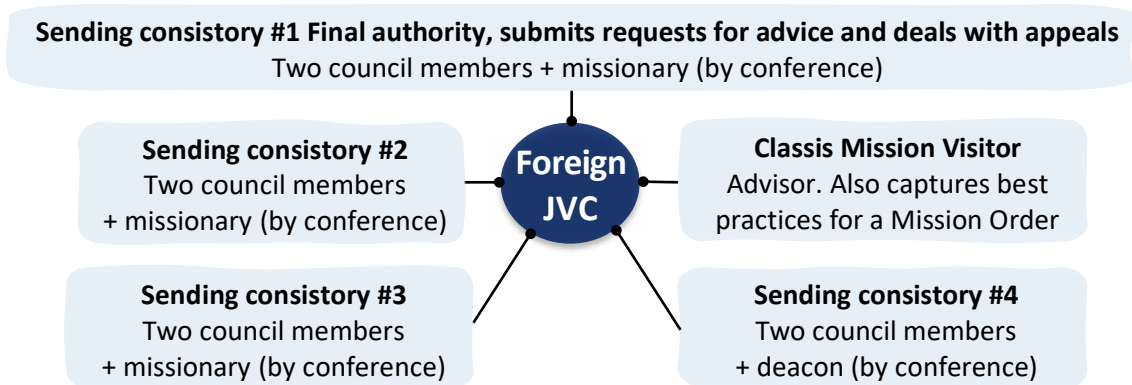 Sending consistory #1 Final authority, submits requests for advice and deals with appeals
Two council members + missionary (by conference)
Sending consistory #2
Two council members
+ missionary (by conference)
Foreign
JVC
Classis Mission Visitor
Advisor. Also captures best
practices for a Mission Order
Sending consistory #3
Two council members
+ missionary (by conference)
Sending consistory #4
Two council members
+ deacon (by conference)